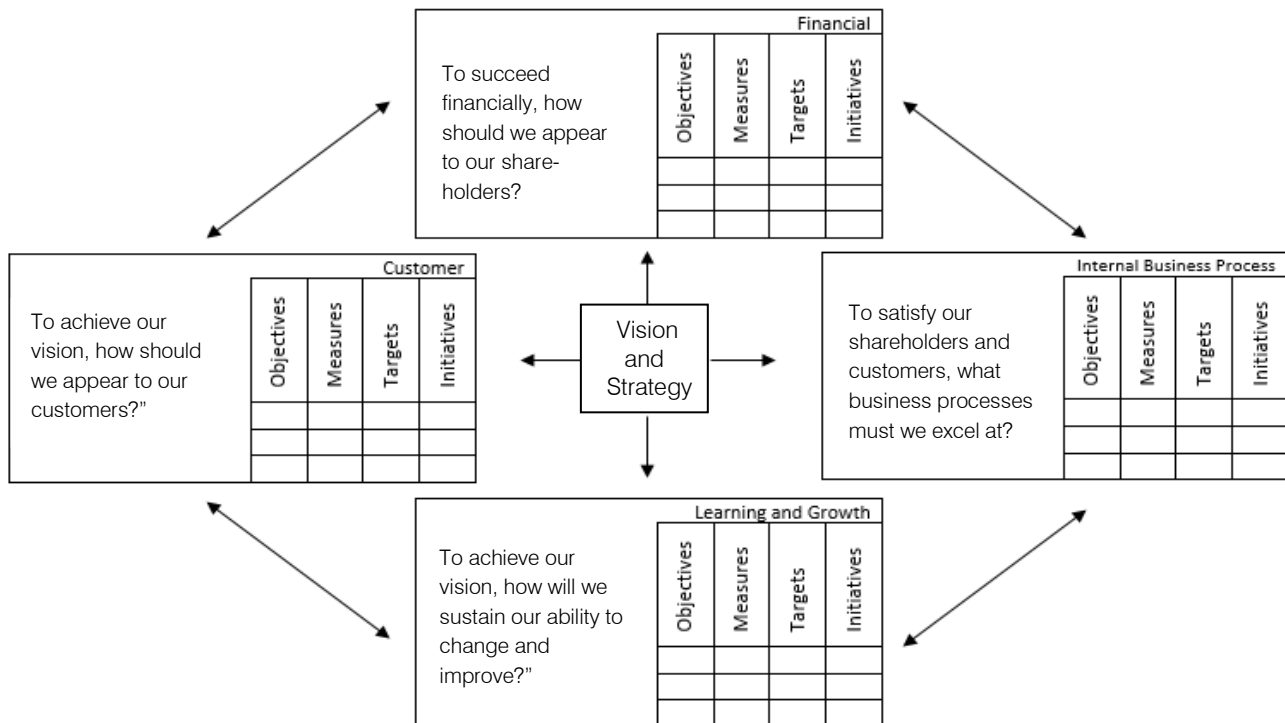 Financial
To succeed
financially, how
should we appear
to our share-
holders?
Objectives
Measures
Targets
Initiatives
Customer
To achieve our
vision, how should
we appear to our
customers?”
Objectives
Measures
Targets
Initiatives
Vision
and
Strategy
Internal Business Process
To satisfy our
shareholders and
customers, what
business processes
must we excel at?
Objectives
Measures
Targets
Initiatives
Learning and Growth
To achieve our
vision, how will we
sustain our ability to
change and
improve?”
Objectives
Measures
Targets
Initiatives